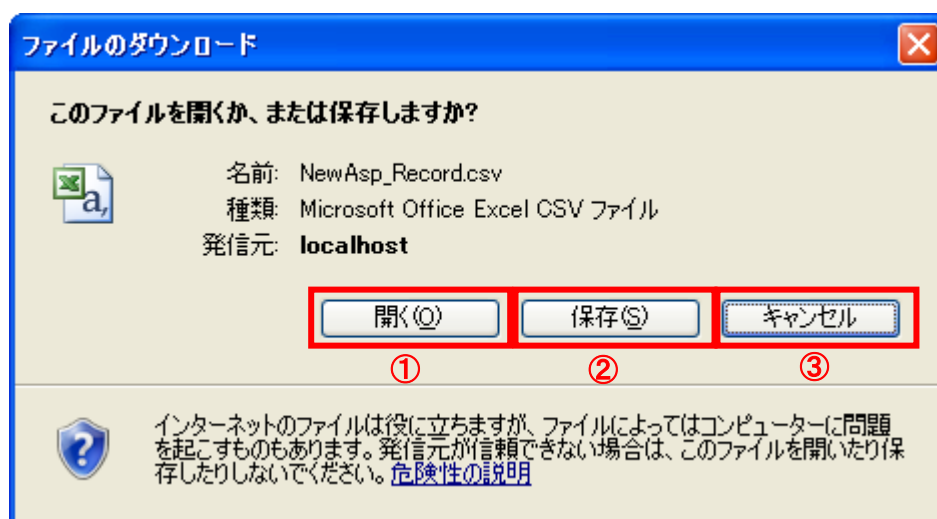 ファイルのダウンロード
このファイルを開くか、または保存しますか?
名前: NewAsp_Record.csv
種類: Microsoft Office Excel CSV ファイル
発信元: localhost
開く(O) 保存(S) キャンセル
① ② ③
インターネットのファイルは役に立ちますが、ファイルによってはコンピューターに問題
を起こすものもあります。発信元が信頼できない場合は、このファイルを開いたり保
存したりしないでください。危険性の説明